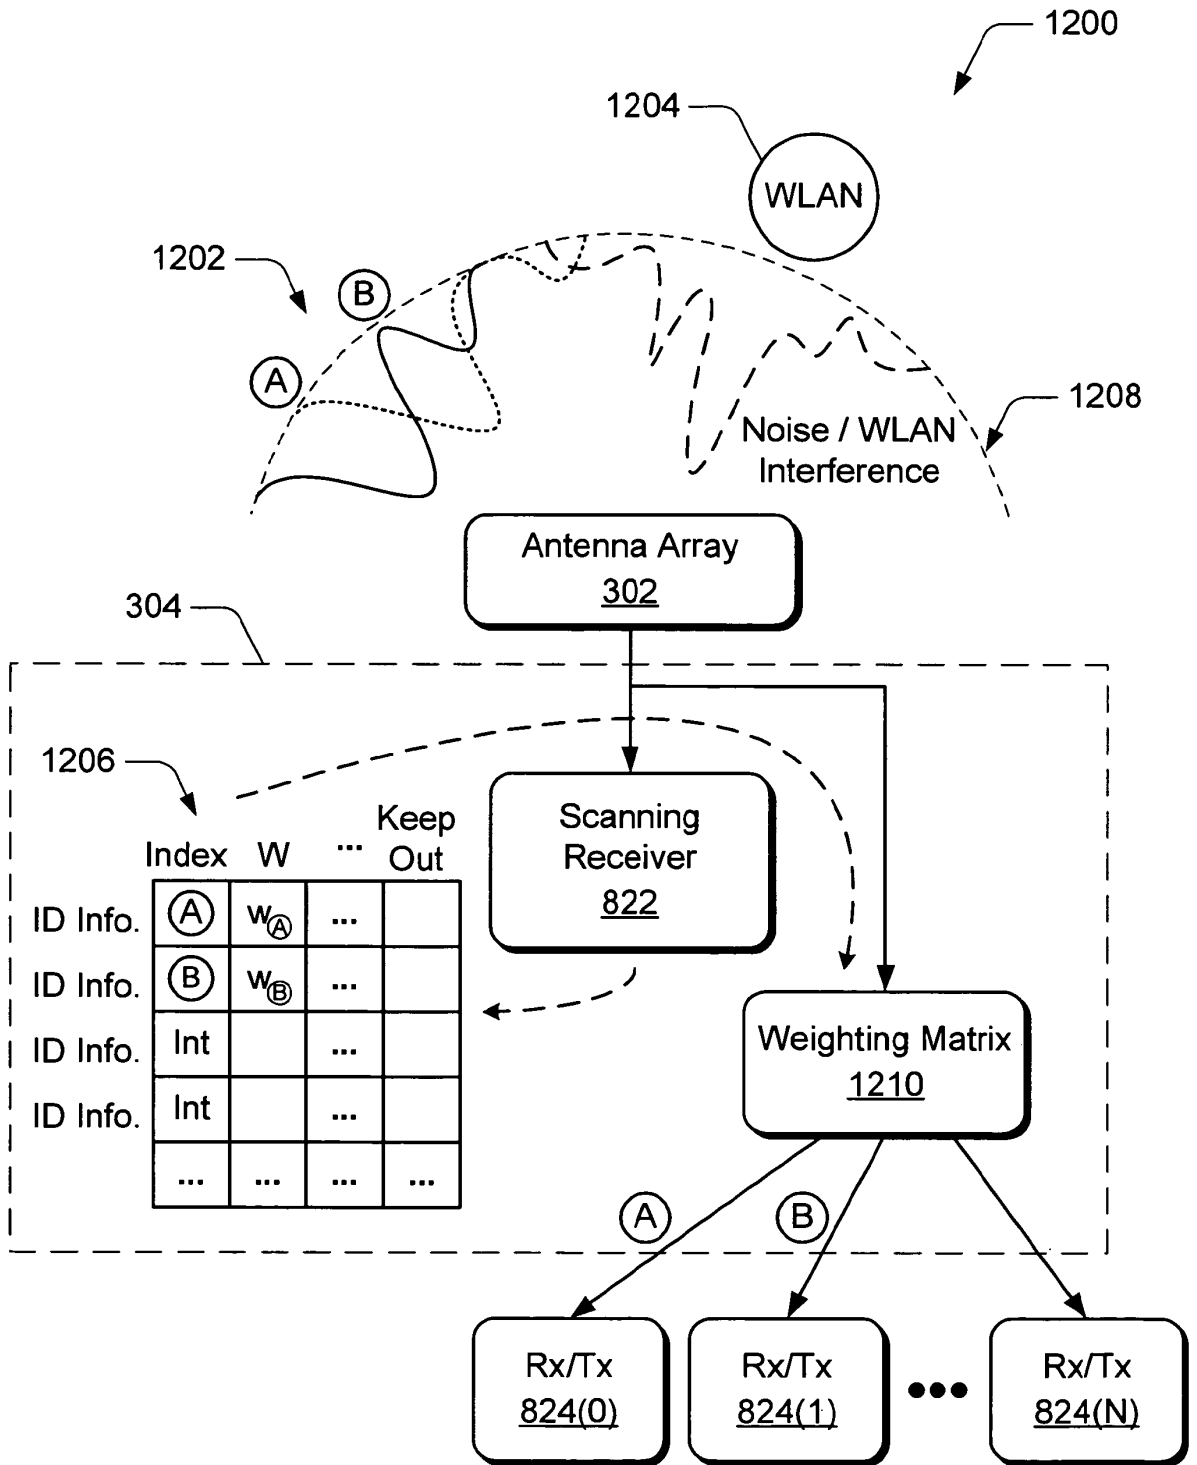 1200
1204
WLAN
1202
B
A
1208
Noise / WLAN
Interference
Antenna Array
302
304
1206
Scanning
Receiver
822
Keep
Index W ... Out
ID Info. A wA ...
ID Info. B wB ...
ID Info. Int ...
ID Info. Int ...
... ... ... ...
Weighting Matrix
1210
A B
Rx/Tx
824(0)
Rx/Tx
824(1)
•••
Rx/Tx
824(N)